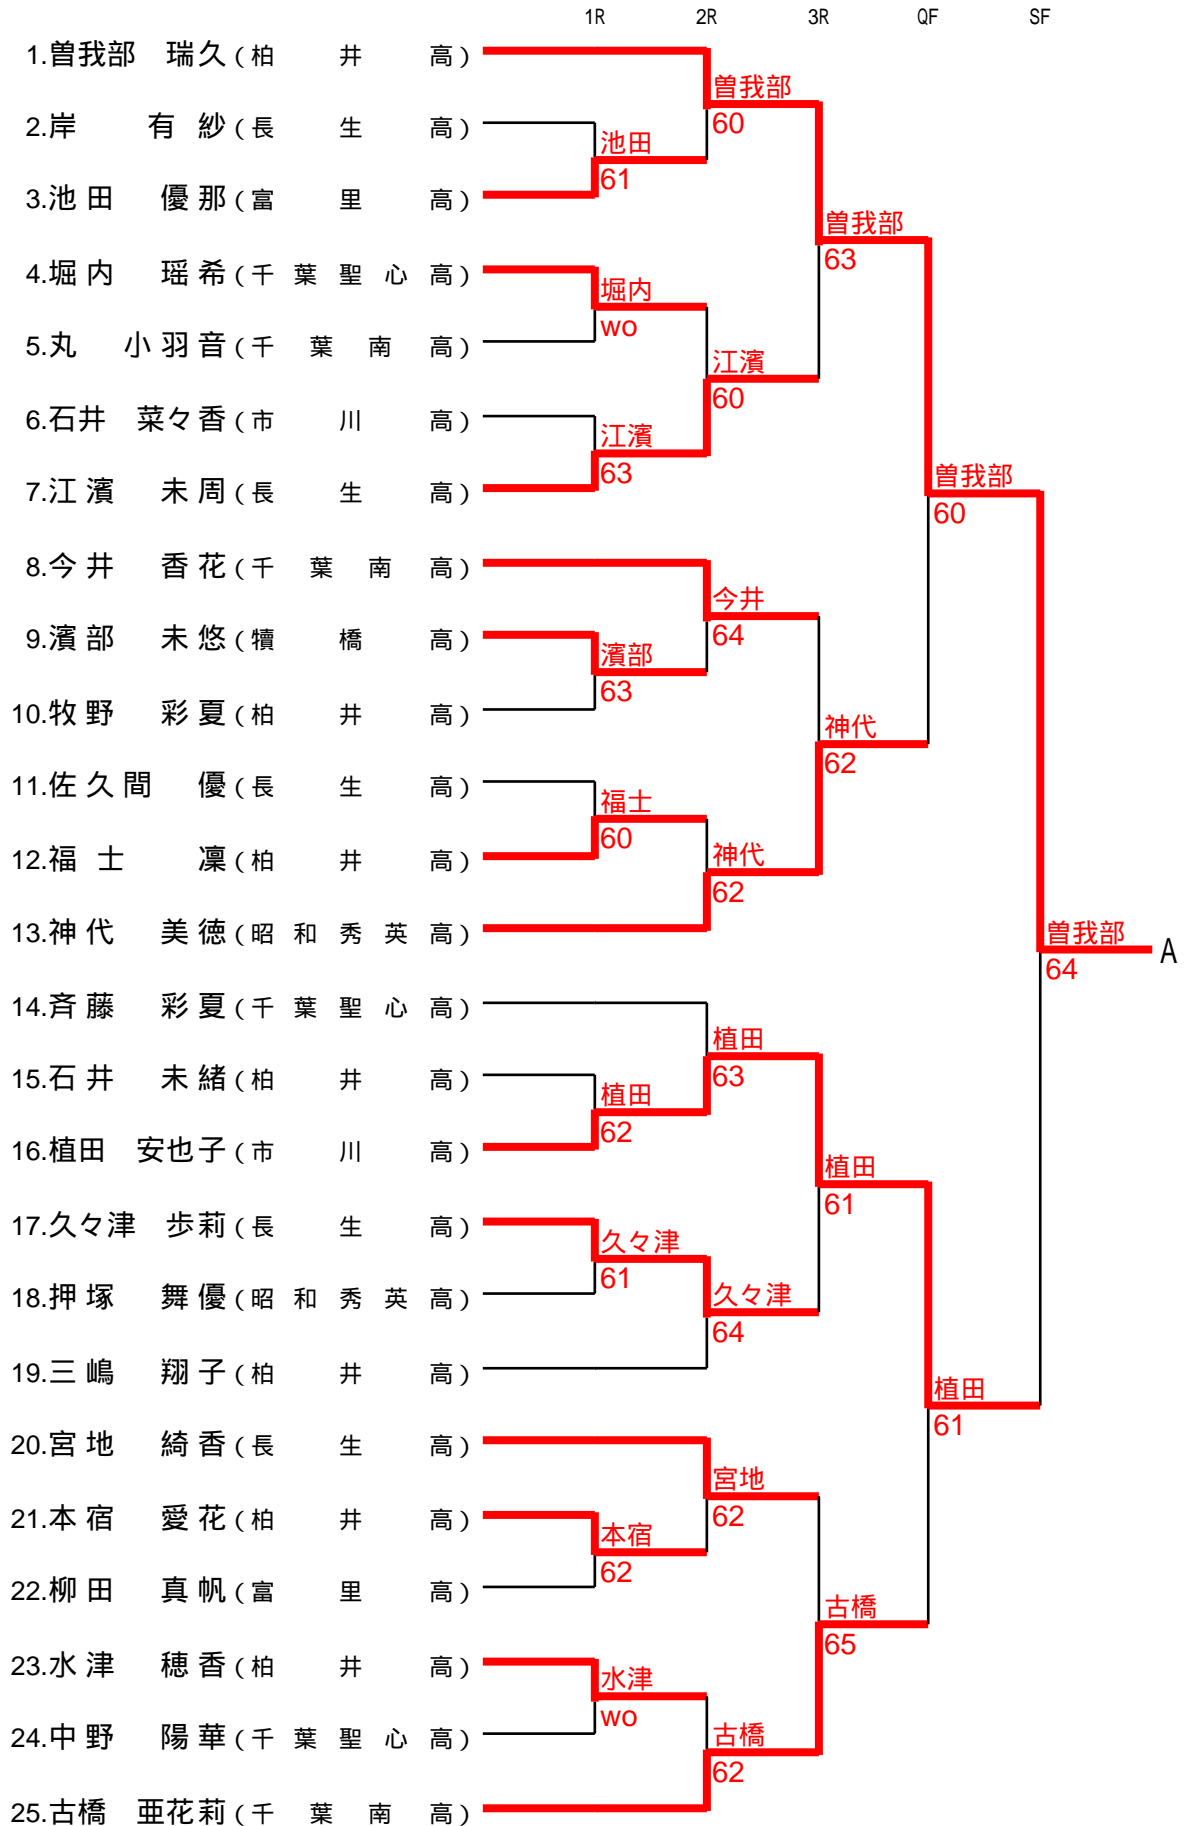 1R 2R 3R QF SF
1.曽我部 瑞久(柏井高)
曽我部
60
2.岸 有紗(長生高)
池田
61
3.池田 優那(富里高)
曽我部
63
4.堀内 瑶希(千葉聖心高)
堀内
wo
5.丸 小羽音(千葉南高)
江濱
60
6.石井 菜々香(市川高)
江濱
63
7.江濱 未周(長生高)
曽我部
60
8.今井 香花(千葉南高)
今井
64
9.濱部 未悠(犢橋高)
濱部
63
10.牧野 彩夏(柏井高)
神代
62
11.佐久間 優(長生高)
福士
60
12.福士 凜(柏井高)
神代
62
13.神代 美徳(昭和秀英高)
曽我部
64
A
14.斉藤 彩夏(千葉聖心高)
植田
63
15.石井 未緒(柏井高)
植田
62
16.植田 安也子(市川高)
植田
61
17.久々津 歩莉(長生高)
久々津
61
18.押塚 舞優(昭和秀英高)
久々津
64
19.三嶋 翔子(柏井高)
植田
61
20.宮地 綺香(長生高)
宮地
62
21.本宿 愛花(柏井高)
本宿
62
22.柳田 真帆(富里高)
古橋
65
23.水津 穂香(柏井高)
水津
wo
24.中野 陽華(千葉聖心高)
古橋
62
25.古橋 亜花莉(千葉南高)